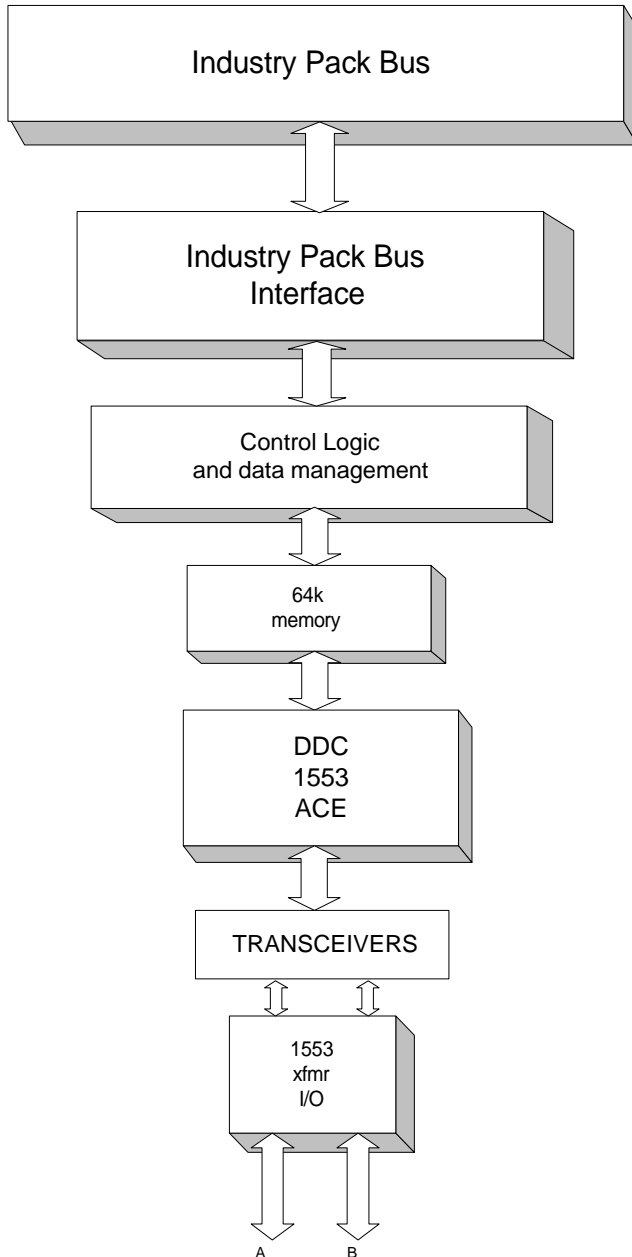 Industry Pack Bus
Industry Pack Bus
Interface
Control Logic
and data management
64k
memory
DDC
1553
ACE
TRANSCEIVERS
1553
xfmr
I/O
A B